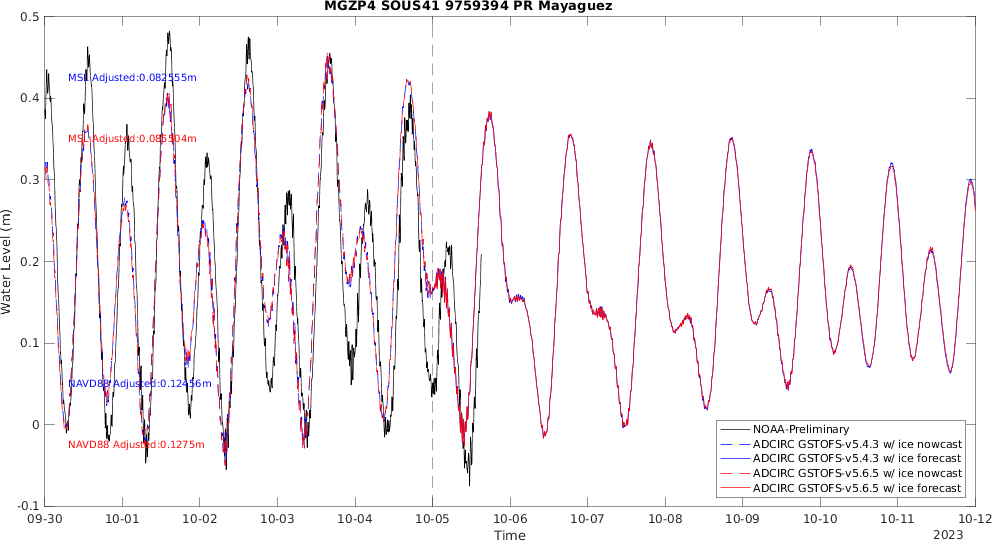 MGZP4 SOUS41 9759394 PR Mayaguez
0.5
0.4
0.3
0.2
0.1
0
-0.1
Water Level (m)
MSL Adjusted:0.082555m
MSL Adjusted:0.085504m
NAVD88 Adjusted:0.12456m
NAVD88 Adjusted:0.1275m
NOAA-Preliminary
ADCIRC GSTOFS-v5.4.3 w/ ice nowcast
ADCIRC GSTOFS-v5.4.3 w/ ice forecast
ADCIRC GSTOFS-v5.6.5 w/ ice nowcast
ADCIRC GSTOFS-v5.6.5 w/ ice forecast
09-30 10-01 10-02 10-03 10-04 10-05 10-06 10-07 10-08 10-09 10-10 10-11 10-12
Time
2023